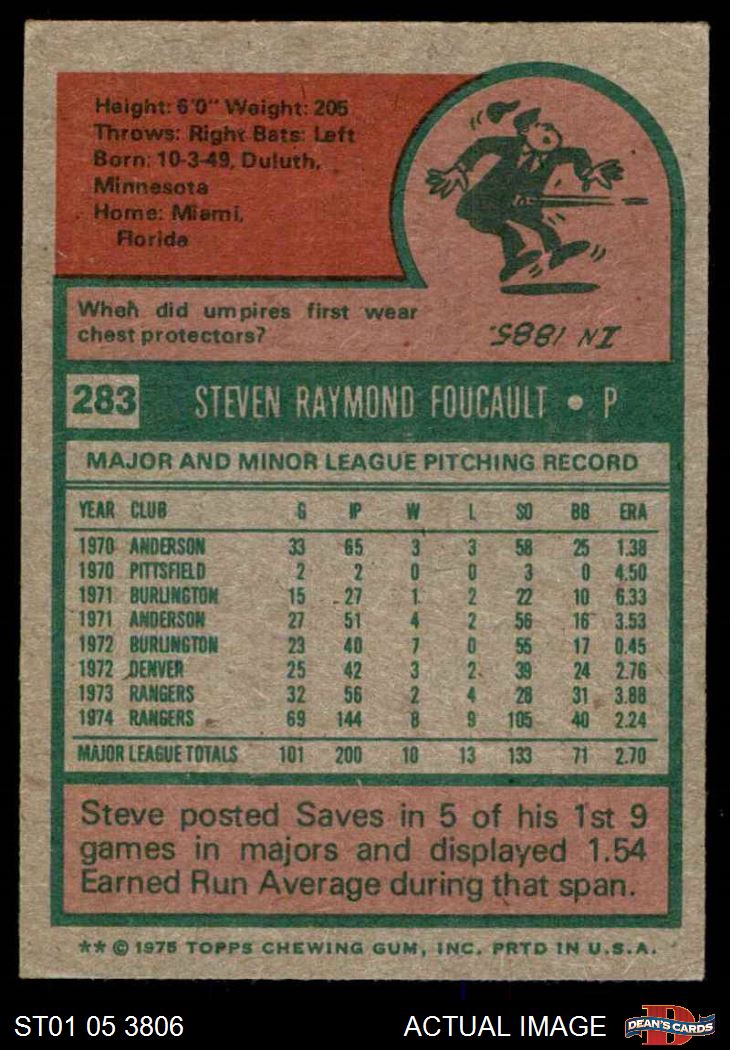 Height: 6'0" Weight: 205
Throws: Right Bats: Left
Born: 10-3-49, Duluth,
Minnesota
Home: Miami,
Florida
When did umpires first wear
chest protectors?
IN 1885.
283 STEVEN RAYMOND FOUCAULT • P
MAJOR AND MINOR LEAGUE PITCHING RECORD
YEAR CLUB G IP W L SO BB ERA
1970 ANDERSON 33 65 3 3 58 25 1.38
1970 PITTSFIELD 2 2 0 0 3 0 4.50
1971 BURLINGTON 15 27 1 2 22 10 6.33
1971 ANDERSON 27 51 4 2 56 16 3.53
1972 BURLINGTON 23 40 7 0 55 17 0.45
1972 DENVER 25 42 3 2 39 24 2.76
1973 RANGERS 32 56 2 4 28 31 3.88
1974 RANGERS 69 144 8 9 105 40 2.24
MAJOR LEAGUE TOTALS 101 200 10 13 133 71 2.70
Steve posted Saves in 5 of his 1st 9
games in majors and displayed 1.54
Earned Run Average during that span.
** © 1975 TOPPS CHEWING GUM, INC. PRTD IN U.S.A.
ST01 05 3806 ACTUAL IMAGE D DEAN'S CARDS